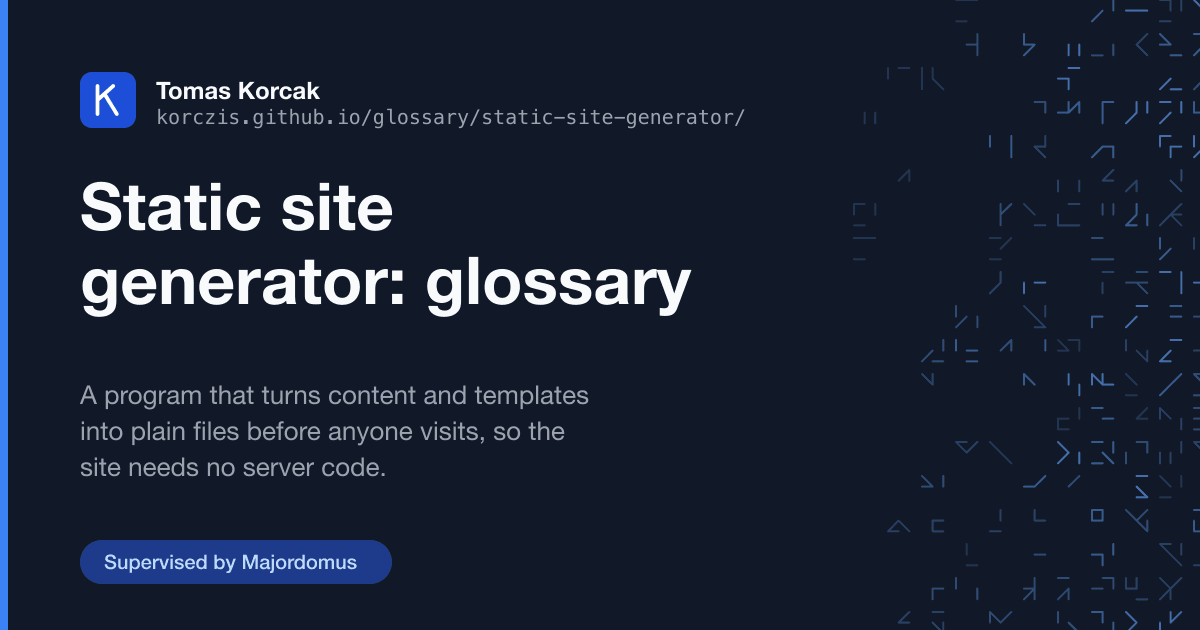 K
Tomas Korcak
korczis.github.io/glossary/static-site-generator/
Static site
generator: glossary
A program that turns content and templates
into plain files before anyone visits, so the
site needs no server code.
Supervised by Majordomus